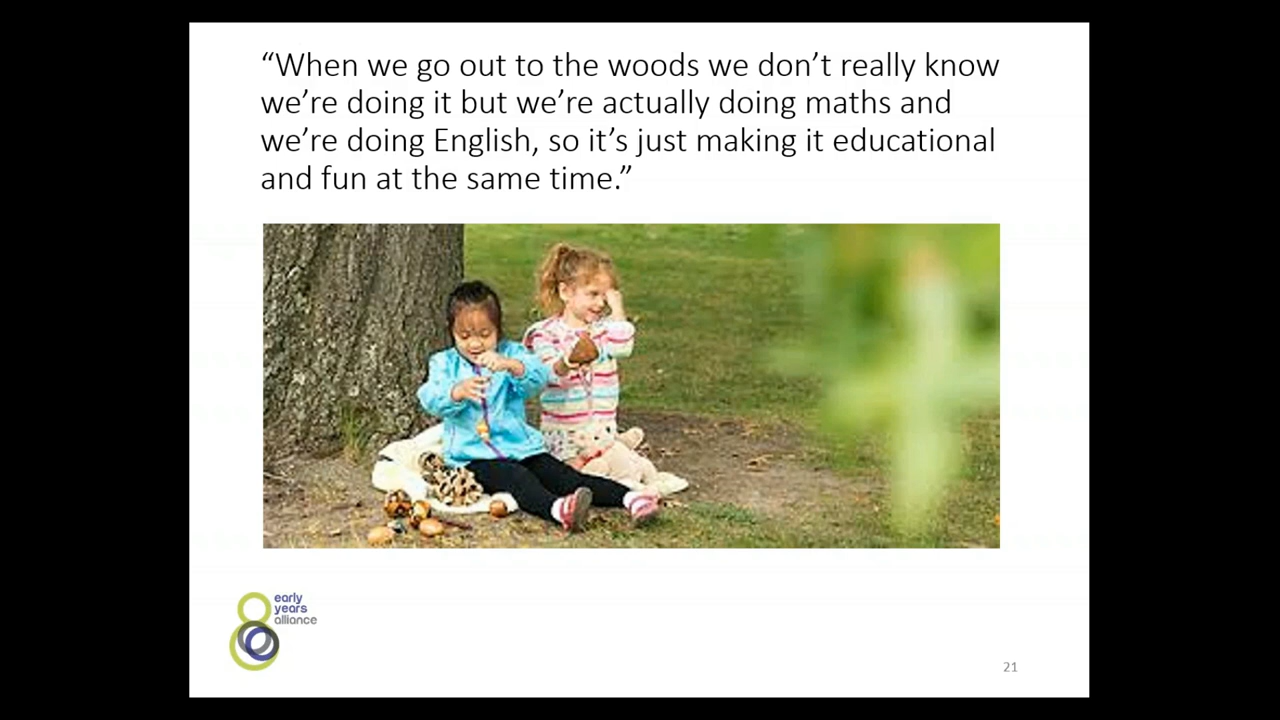 “When we go out to the woods we don’t really know
we’re doing it but we’re actually doing maths and
we’re doing English, so it’s just making it educational
and fun at the same time.”
early
years
alliance
21